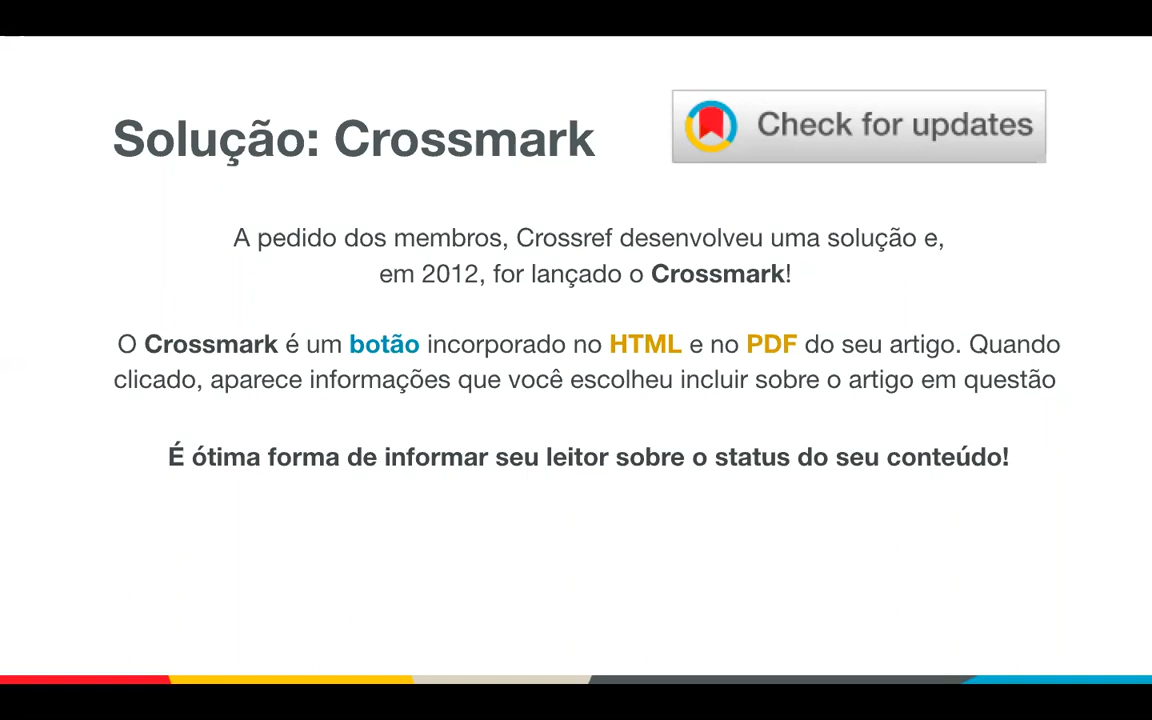 Solução: Crossmark
Check for updates
A pedido dos membros, Crossref desenvolveu uma solução e,
em 2012, for lançado o Crossmark!
O Crossmark é um botão incorporado no HTML e no PDF do seu artigo. Quando
clicado, aparece informações que você escolheu incluir sobre o artigo em questão
É ótima forma de informar seu leitor sobre o status do seu conteúdo!